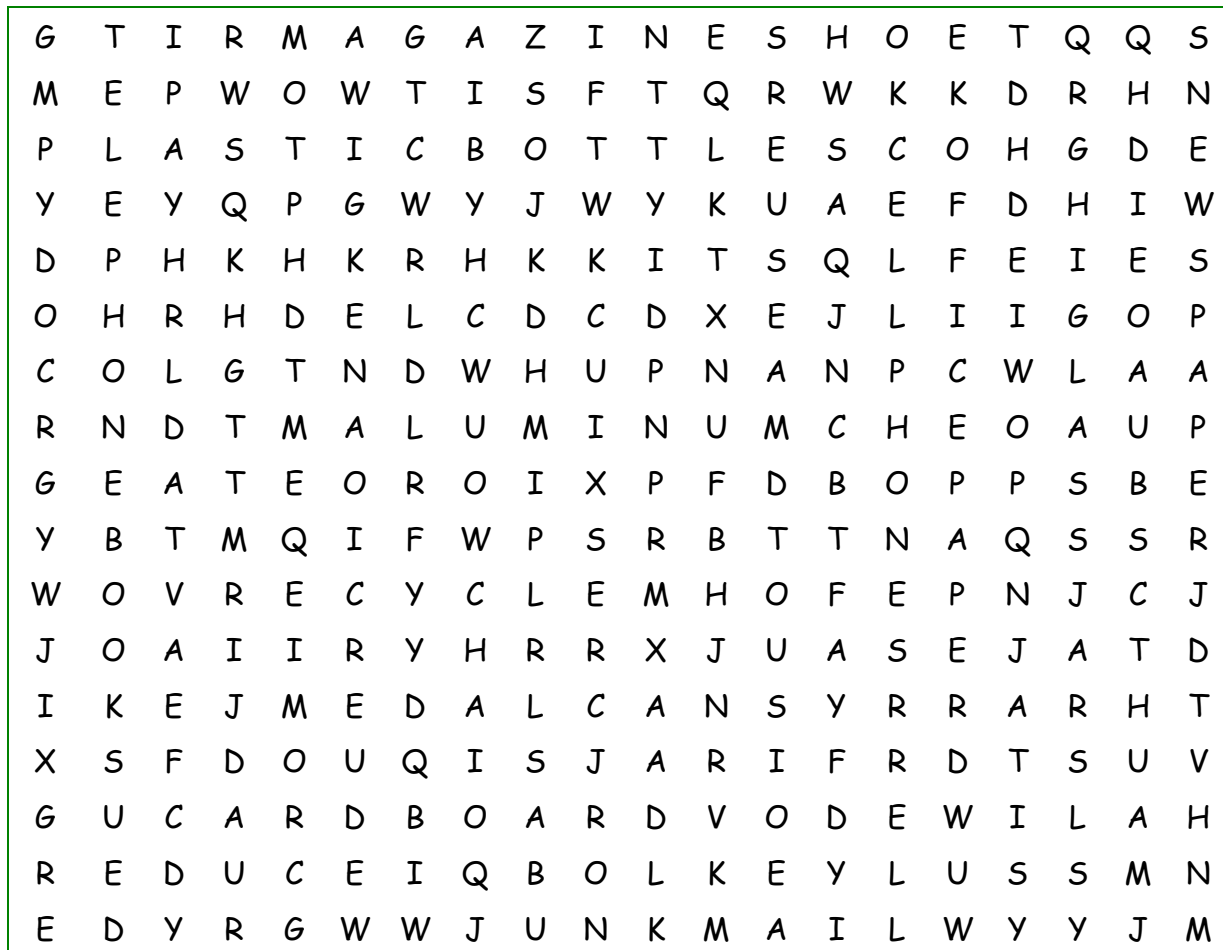 G T I R M A G A Z I N E S H O E T Q Q S
M E P W O W T I S F T Q R W K K D R H N
P L A S T I C B O T T L E S C O H G D E
Y E Y Q P G W Y J W Y K U A E F D H I W
D P H K H K R H K K I T S Q L F E I E S
O H R H D E L C D C D X E J L I I G O P
C O L G T N D W H U P N A N P C W L A A
R N D T M A L U M I N U M C H E O A U P
G E A T E O R O I X P F D B O P P S B E
Y B T M Q I F W P S R B T T N A Q S S R
W O V R E C Y C L E M H O F E P N J C J
J O A I I R Y H R R X J U A S E J A T D
I K E J M E D A L C A N S Y R R A R H T
X S F D O U Q I S J A R I F R D T S U V
G U C A R D B O A R D V O D E W I L A H
R E D U C E I Q B O L K E Y L U S S M N
E D Y R G W W J U N K M A I L W Y Y J M